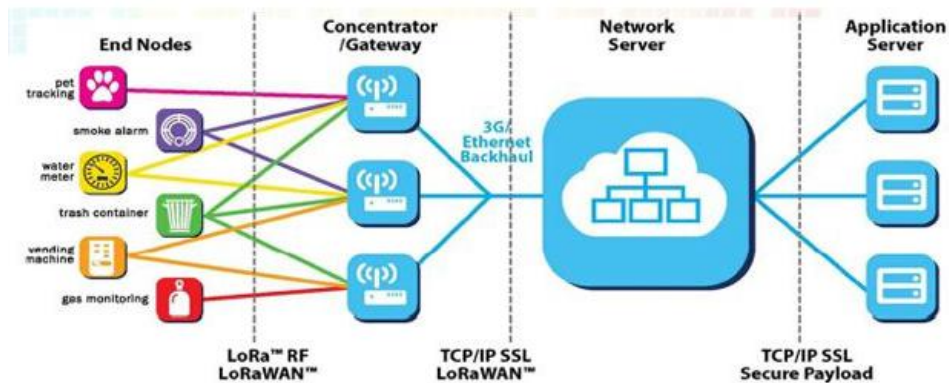 End Nodes
Concentrator
/Gateway
Network
Server
Application
Server
pet
tracking
smoke alarm
water
meter
trash container
vending
machine
gas monitoring
3G/
Ethernet
Backhaul
LoRa™ RF
LoRaWAN™
TCP/IP SSL
LoRaWAN™
TCP/IP SSL
Secure Payload